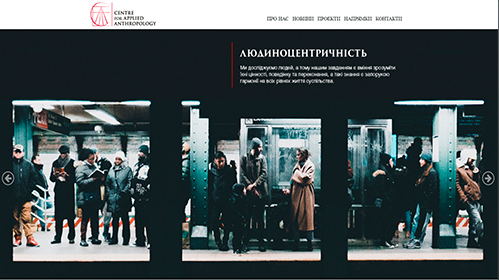 CENTRE
FOR APPLIED
ANTHROPOLOGY
ПРО НАС НОВИНИ ПРОЕКТИ НАПРЯМКИ КОНТАКТИ
ЛЮДИНОЦЕНТРИЧНІСТЬ
Ми досліджуємо людей, а тому нашим завданням є вміння зрозуміти
їхні цінності, поведінку та переконання, а такі знання є запорукою
гармонії на всіх рівнях життя суспільства.